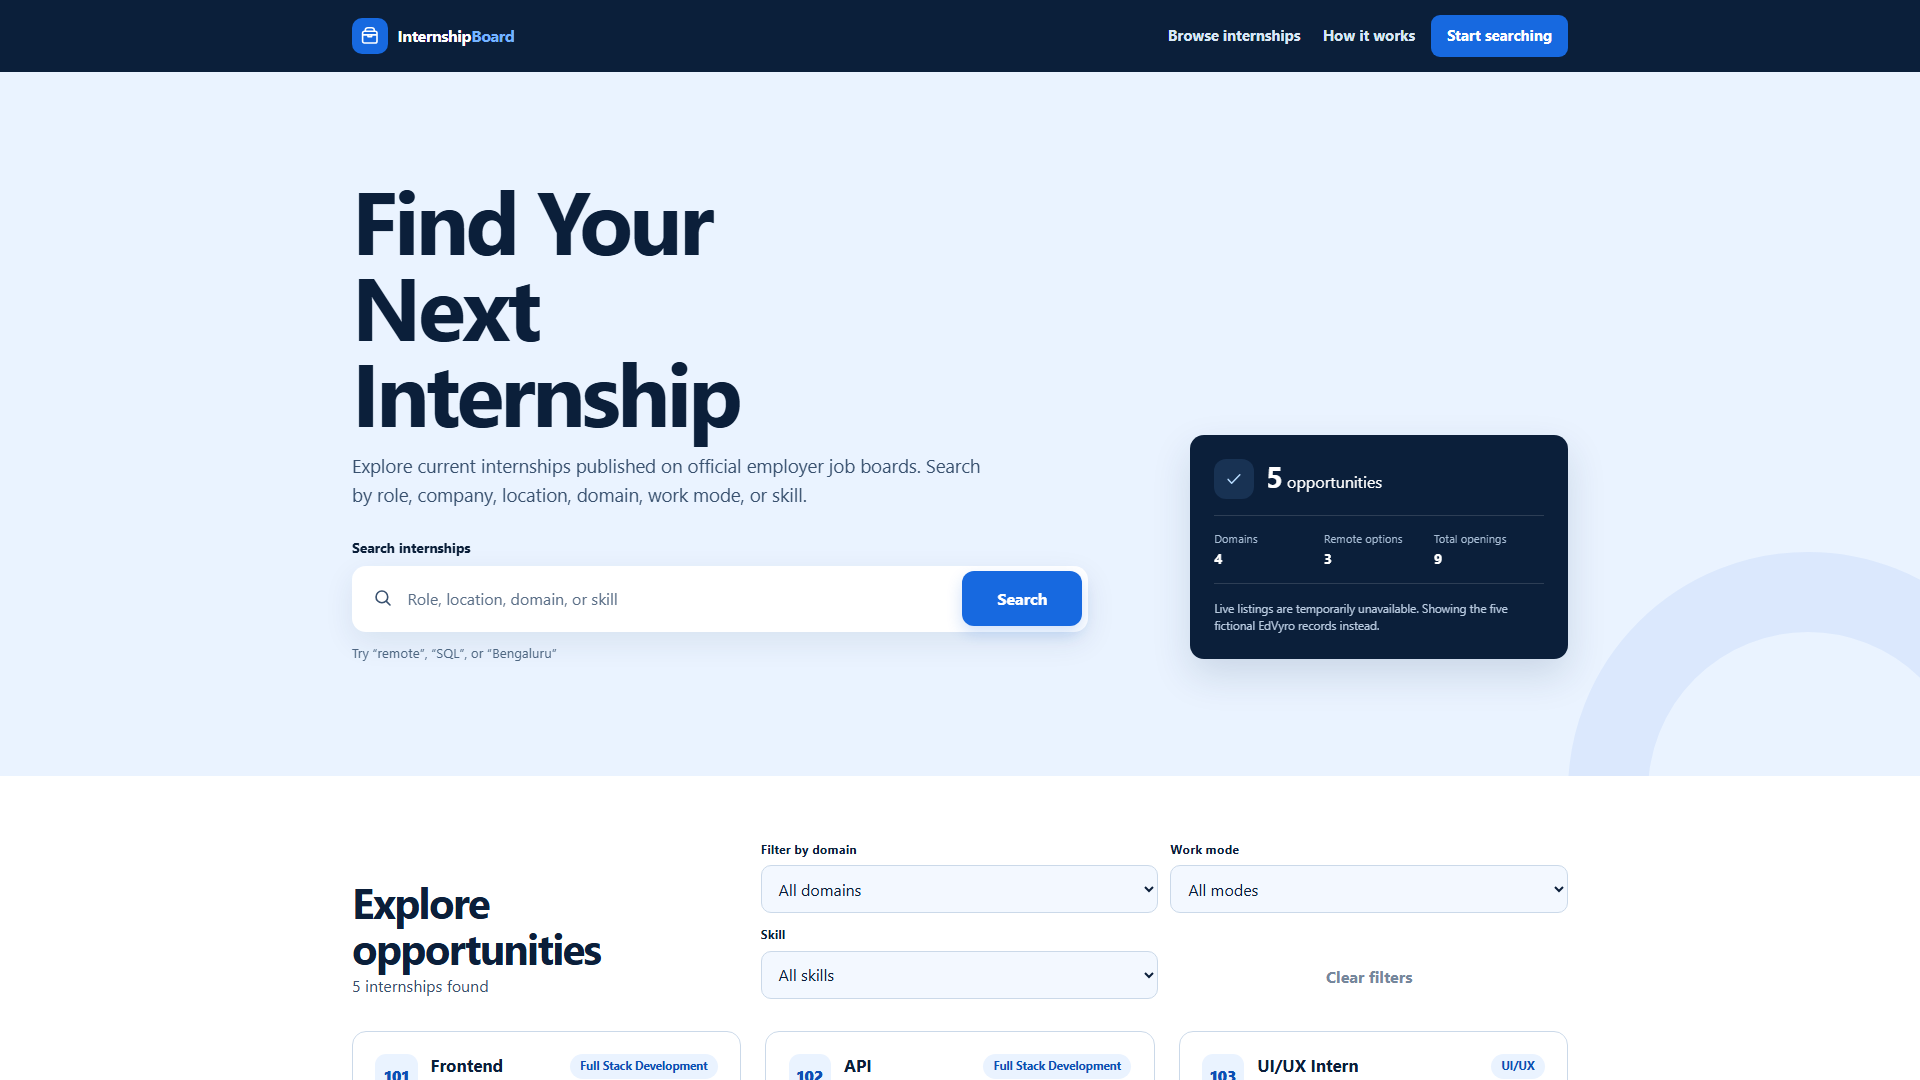 InternshipBoard
Browse internships
How it works
Start searching
Find Your
Next
Internship
Explore current internships published on official employer job boards. Search
by role, company, location, domain, work mode, or skill.
Search internships
Role, location, domain, or skill
Search
Try “remote”, “SQL”, or “Bengaluru”
5 opportunities
Domains
4
Remote options
3
Total openings
9
Live listings are temporarily unavailable. Showing the five
fictional EdVyro records instead.
Explore
opportunities
5 internships found
Filter by domain
All domains
Work mode
All modes
Skill
All skills
Clear filters
101
Frontend
Full Stack Development
102
API
Full Stack Development
103
UI/UX Intern
UI/UX